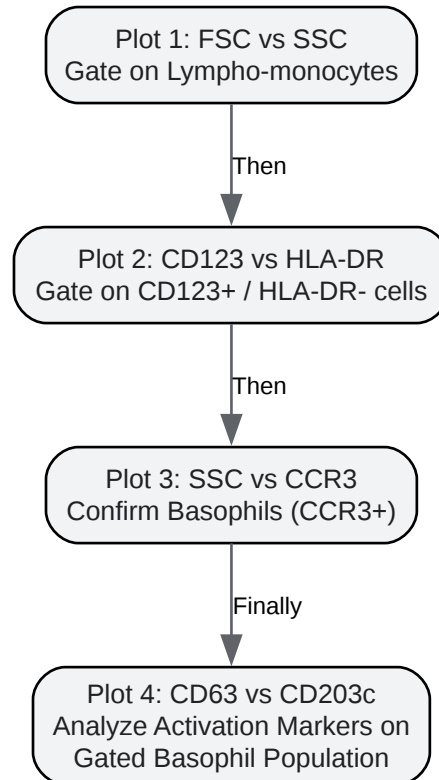 Plot 1: FSC vs SSC
Gate on Lympho-monocytes
Then
Plot 2: CD123 vs HLA-DR
Gate on CD123+ / HLA-DR- cells
Then
Plot 3: SSC vs CCR3
Confirm Basophils (CCR3+)
Finally
Plot 4: CD63 vs CD203c
Analyze Activation Markers on
Gated Basophil Population